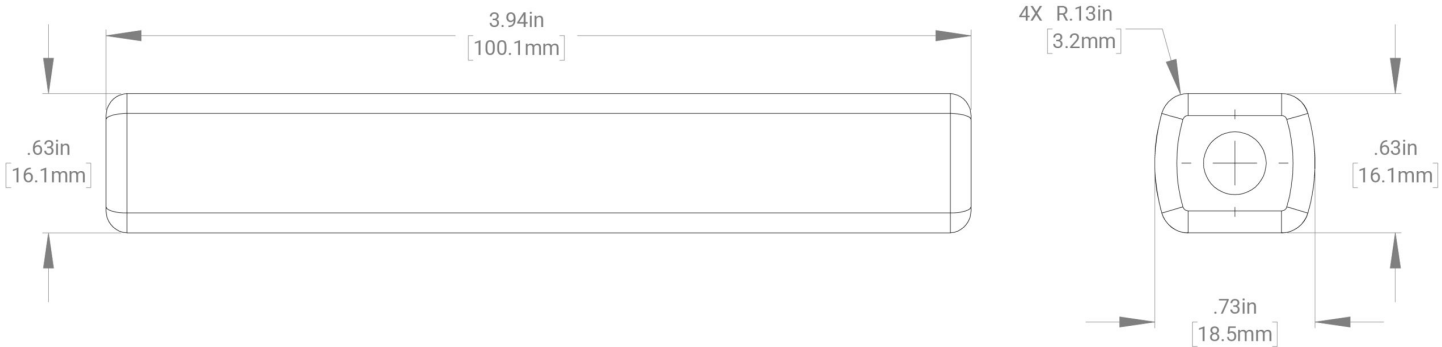 3.94in
[100.1mm]
.63in
[16.1mm]
4X R.13in
[3.2mm]
.63in
[16.1mm]
.73in
[18.5mm]